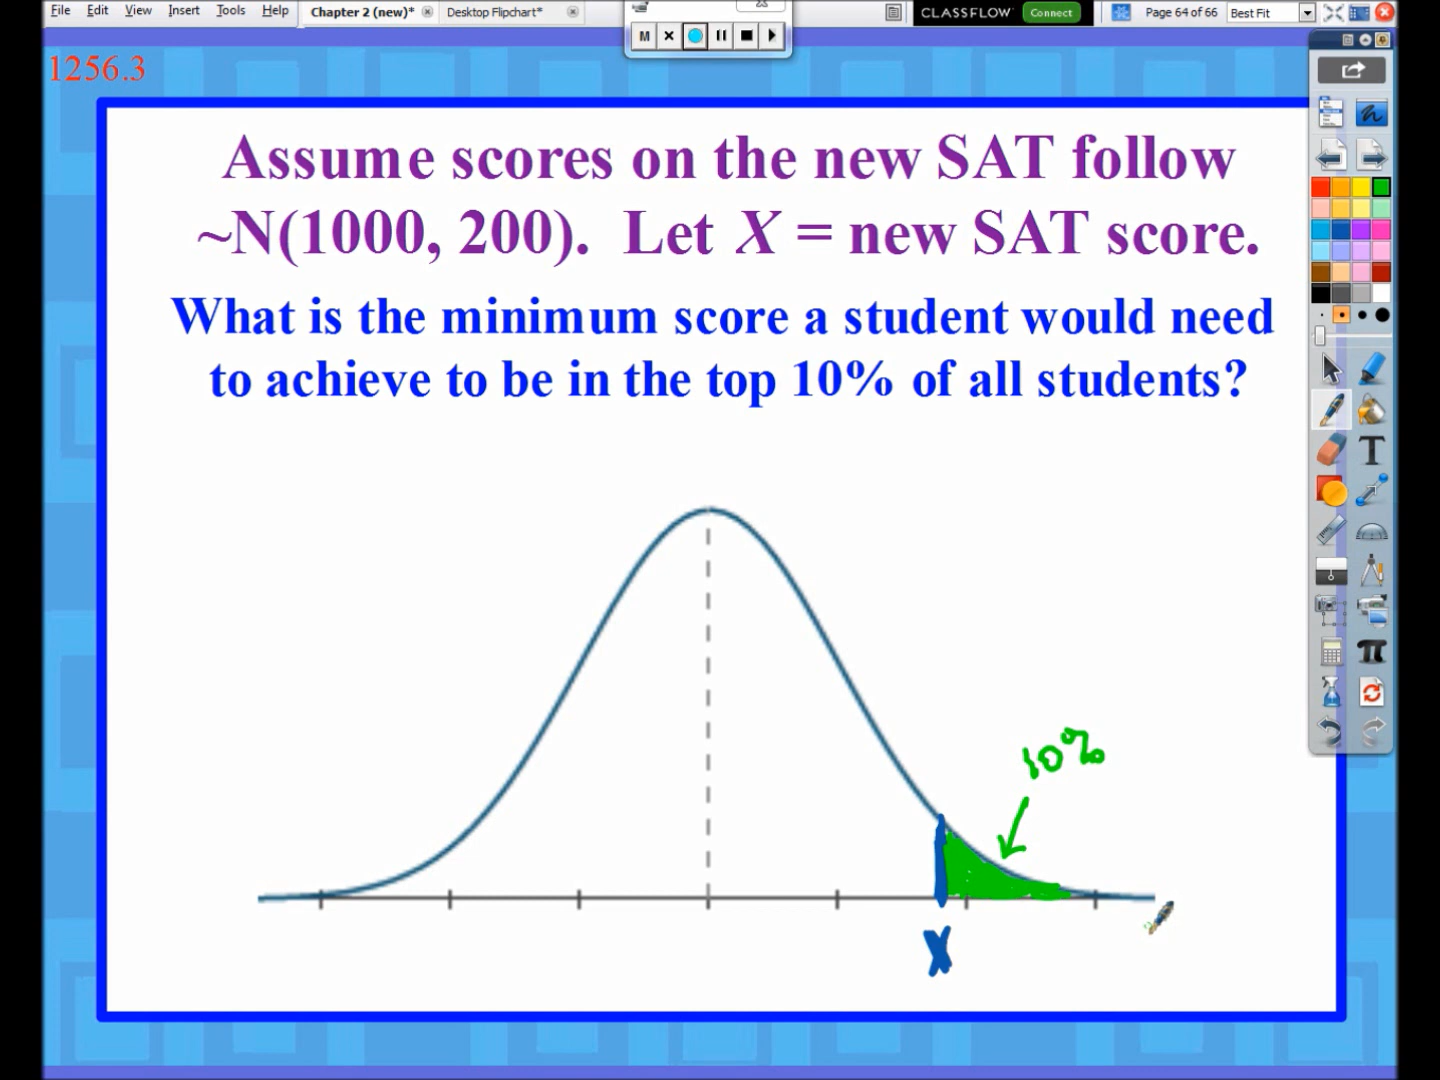 File Edit View Insert Tools Help Chapter 2 (new)* Desktop Flipchart* CLASSFLOW Connect Page 64 of 66 Best Fit
M
1256.3
Assume scores on the new SAT follow
~N(1000, 200). Let X = new SAT score.
What is the minimum score a student would need
to achieve to be in the top 10% of all students?
10%
X